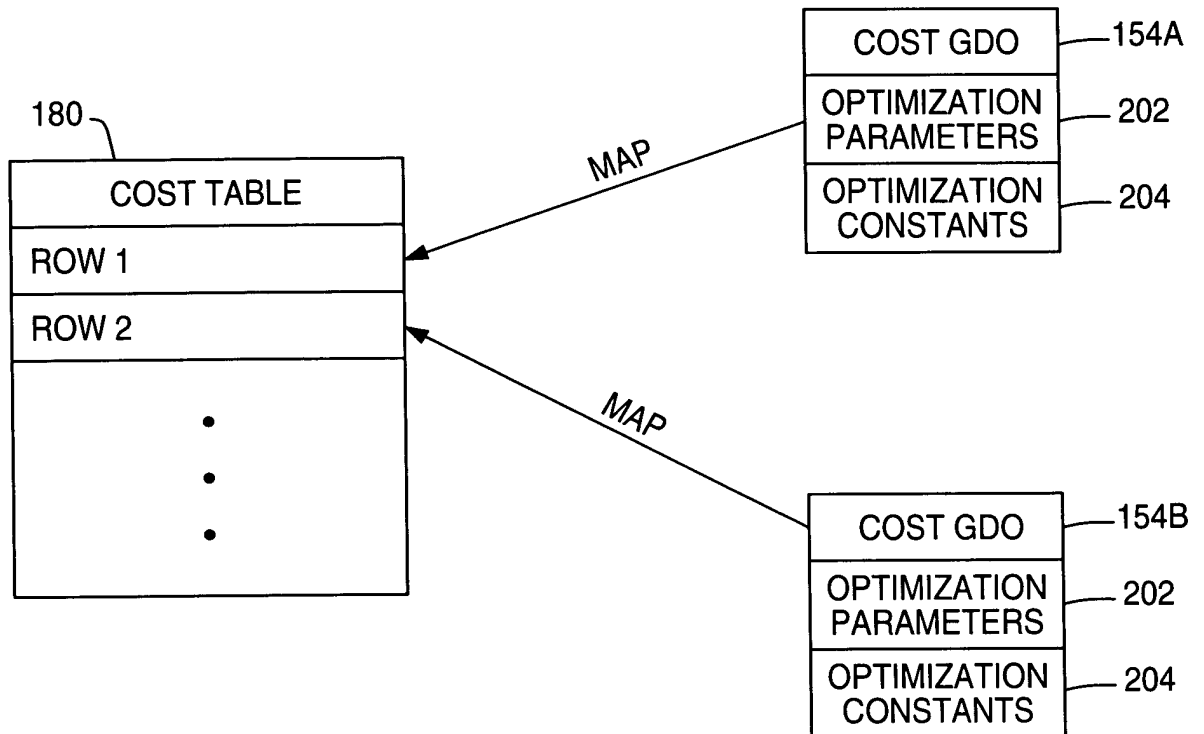 180
COST TABLE
ROW 1
ROW 2
MAP
MAP
COST GDO
154A
OPTIMIZATION
PARAMETERS
202
OPTIMIZATION
CONSTANTS
204
COST GDO
154B
OPTIMIZATION
PARAMETERS
202
OPTIMIZATION
CONSTANTS
204